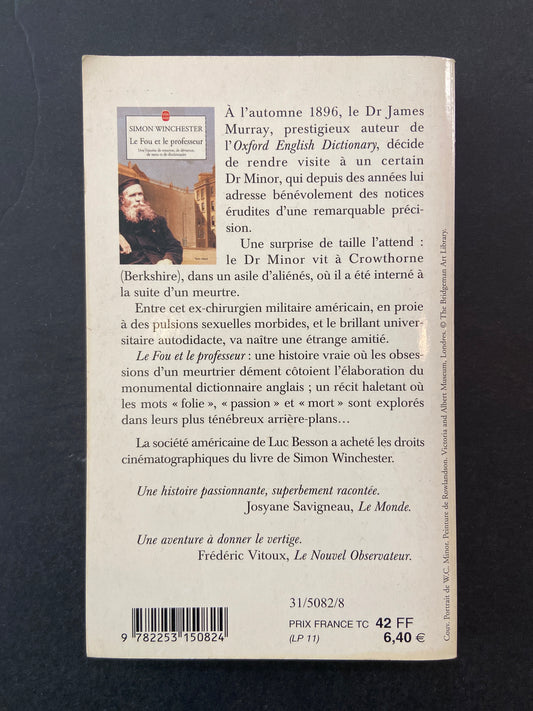 SIMON WINCHESTER
Le Fou et le professeur
À l'automne 1896, le Dr James
Murray, prestigieux auteur de
l'Oxford English Dictionary, décide
de rendre visite à un certain
Dr Minor, qui depuis des années lui
adresse bénévolement des notices
érudites d'une remarquable préci-
sion.
Une surprise de taille l'attend :
le Dr Minor vit à Crowthorne
(Berkshire), dans un asile d'aliénés, où il a été interné à
la suite d'un meurtre.
Entre cet ex-chirurgien militaire américain, en proie
à des pulsions sexuelles morbides, et le brillant univer-
sitaire autodidacte, va naître une étrange amitié.
Le Fou et le professeur : une histoire vraie où les obses-
sions d'un meurtrier dément côtoient l'élaboration du
monumental dictionnaire anglais ; un récit haletant où
les mots « folie », « passion » et « mort » sont explorés
dans leurs plus ténébreux arrière-plans…
La société américaine de Luc Besson a acheté les droits
cinématographiques du livre de Simon Winchester.
Une histoire passionnante, superbement racontée.
Josyane Savigneau, Le Monde.
Une aventure à donner le vertige.
Frédéric Vitoux, Le Nouvel Observateur.
31/5082/8
PRIX FRANCE TC 42 FF
(LP 11) 6,40 €
9 782253 150824
Couv. Portrait de W.C. Minor. Peinture de Rowlandson. Victoria and Albert Museum, Londres. © The Bridgeman Art Library.